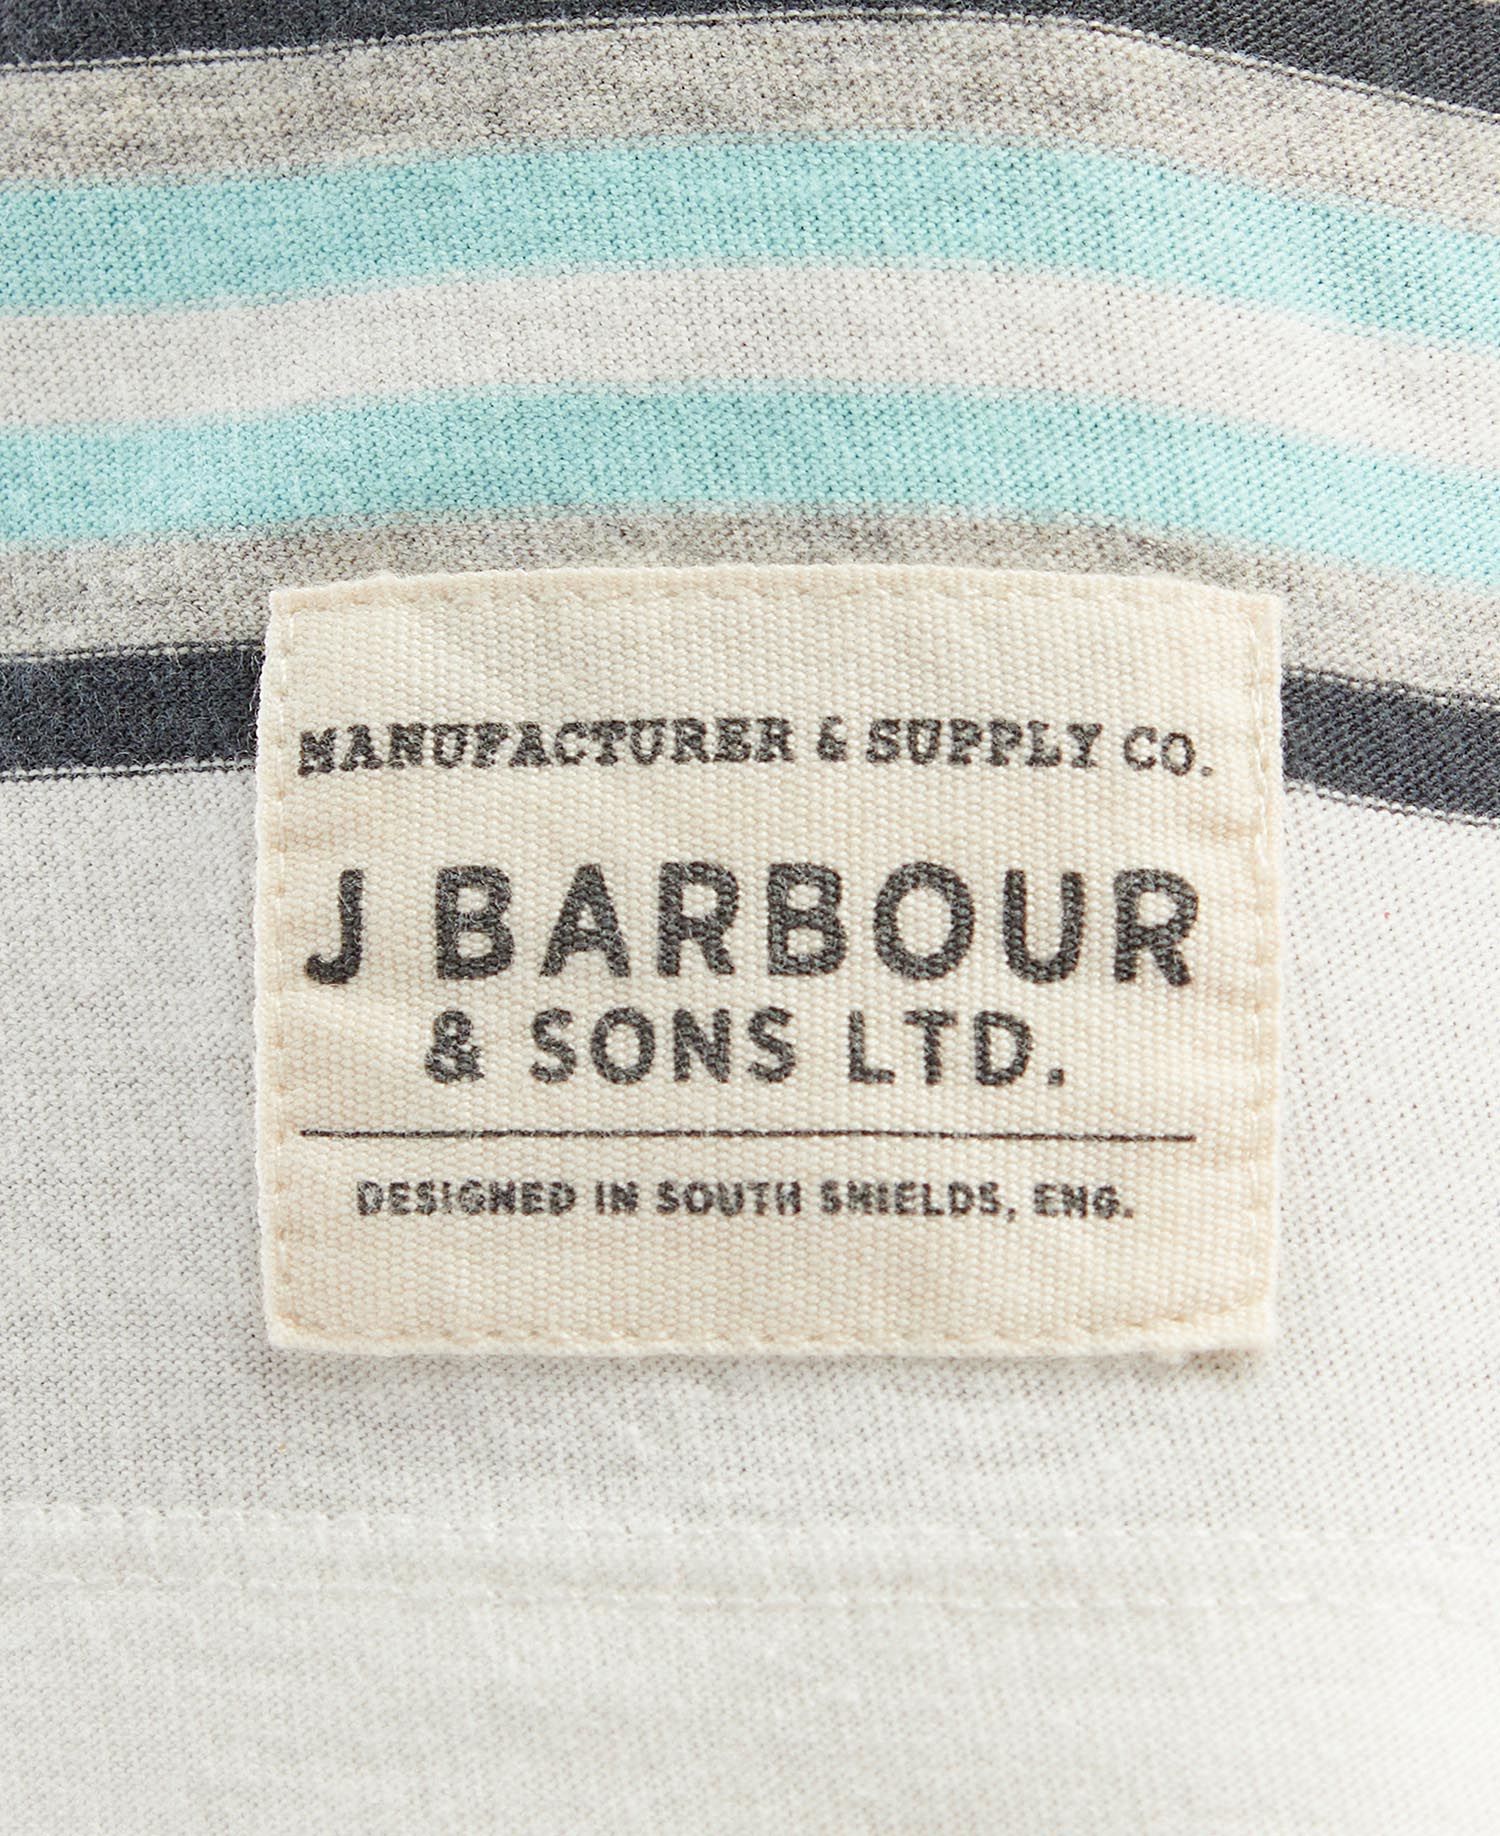 MANUFACTURER & SUPPLY CO.
J BARBOUR
& SONS LTD.
DESIGNED IN SOUTH SHIELDS, ENG.